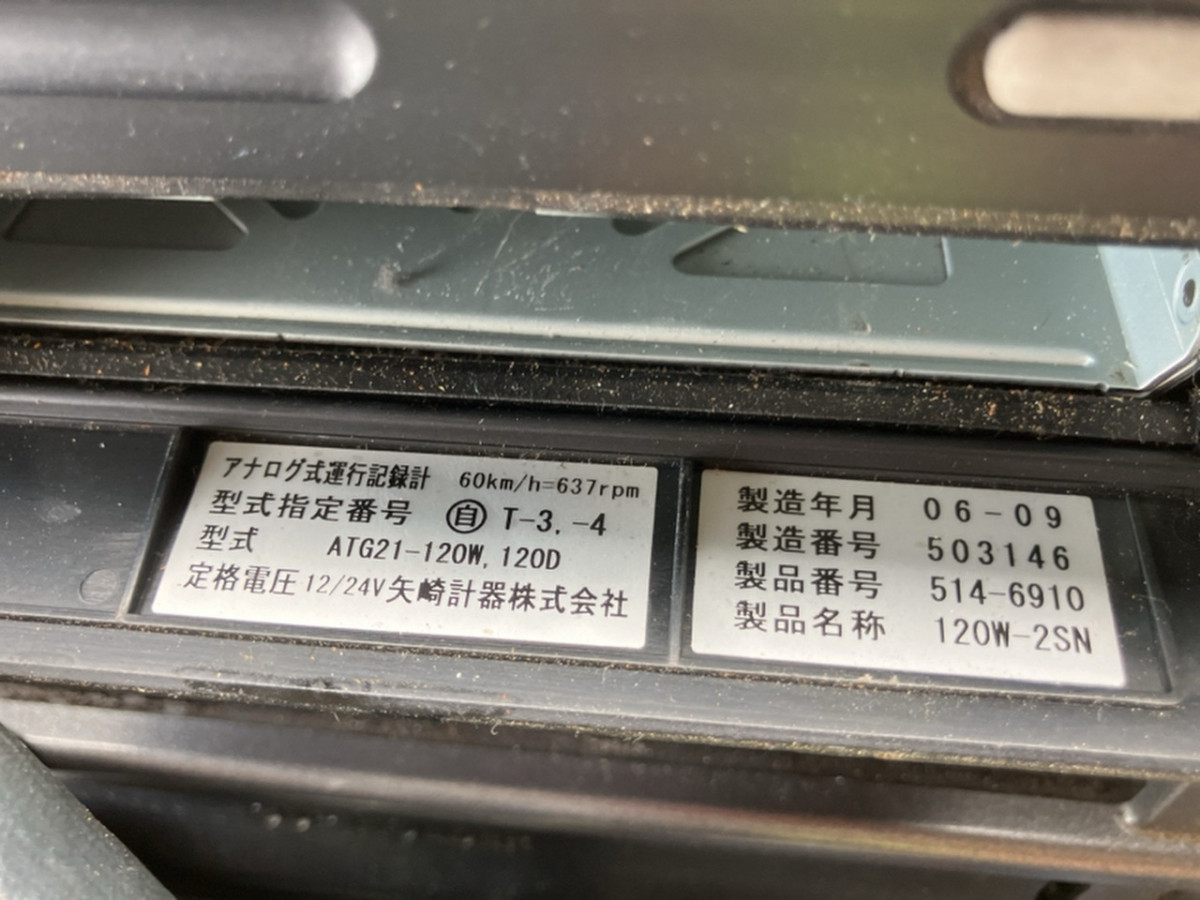 アナログ式運行記録計 60km/h=637rpm
型式指定番号 ㊐ T-3, -4
型式 ATG21-120W, 120D
定格電圧 12/24V 矢崎計器株式会社
製造年月 06-09
製造番号 503146
製品番号 514-6910
製品名称 120W-2SN